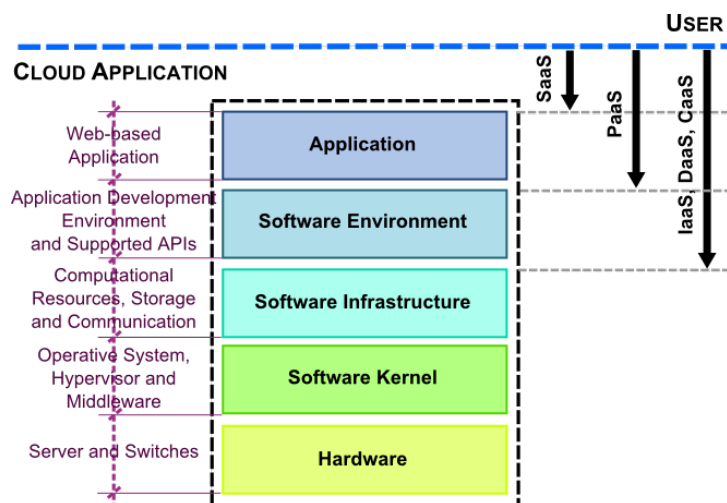 USER
CLOUD APPLICATION
SaaS
PaaS
IaaS, DaaS, CaaS
Web-based
Application
Application
Application Development
Environment
and Supported APIs
Software Environment
Computational
Resources, Storage
and Communication
Software Infrastructure
Operative System,
Hypervisor and
Middleware
Software Kernel
Server and Switches
Hardware